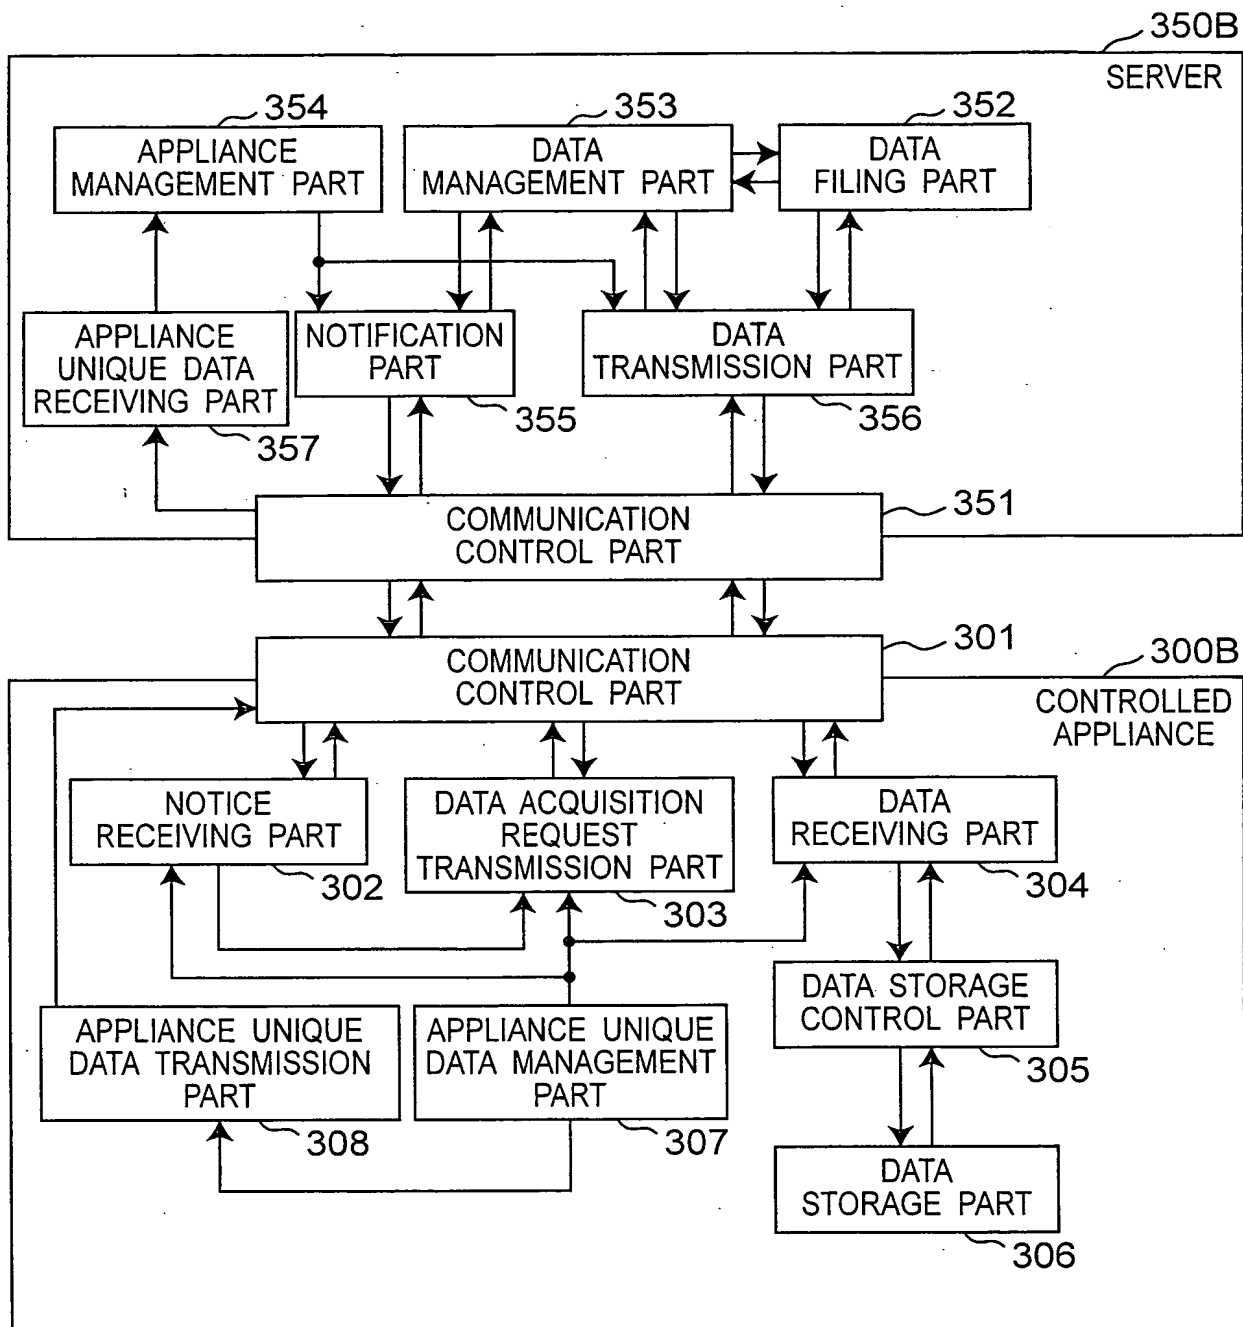 350B
SERVER
354
353
352
APPLIANCE
MANAGEMENT PART
DATA
MANAGEMENT PART
DATA
FILING PART
APPLIANCE
UNIQUE DATA
RECEIVING PART
NOTIFICATION
PART
DATA
TRANSMISSION PART
357
355
356
COMMUNICATION
CONTROL PART
351
COMMUNICATION
CONTROL PART
301
300B
CONTROLLED
APPLIANCE
NOTICE
RECEIVING PART
DATA ACQUISITION
REQUEST
TRANSMISSION PART
DATA
RECEIVING PART
302
303
304
DATA STORAGE
CONTROL PART
305
APPLIANCE UNIQUE
DATA TRANSMISSION
PART
APPLIANCE UNIQUE
DATA MANAGEMENT
PART
308
307
DATA
STORAGE PART
306